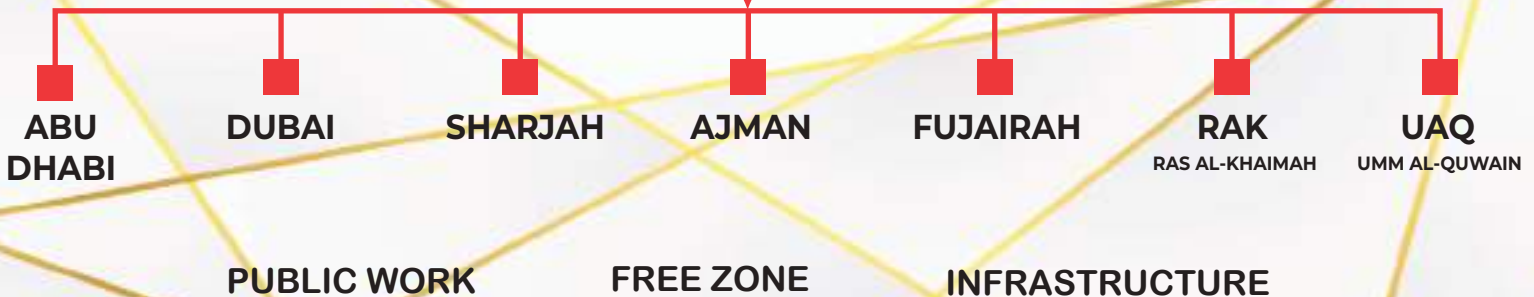 ABU DHABI
DUBAI
SHARJAH
AJMAN
FUJAIRAH
RAK
RAS AL-KHAIMAH
UAQ
UMM AL-QUWAIN
PUBLIC WORK
FREE ZONE
INFRASTRUCTURE